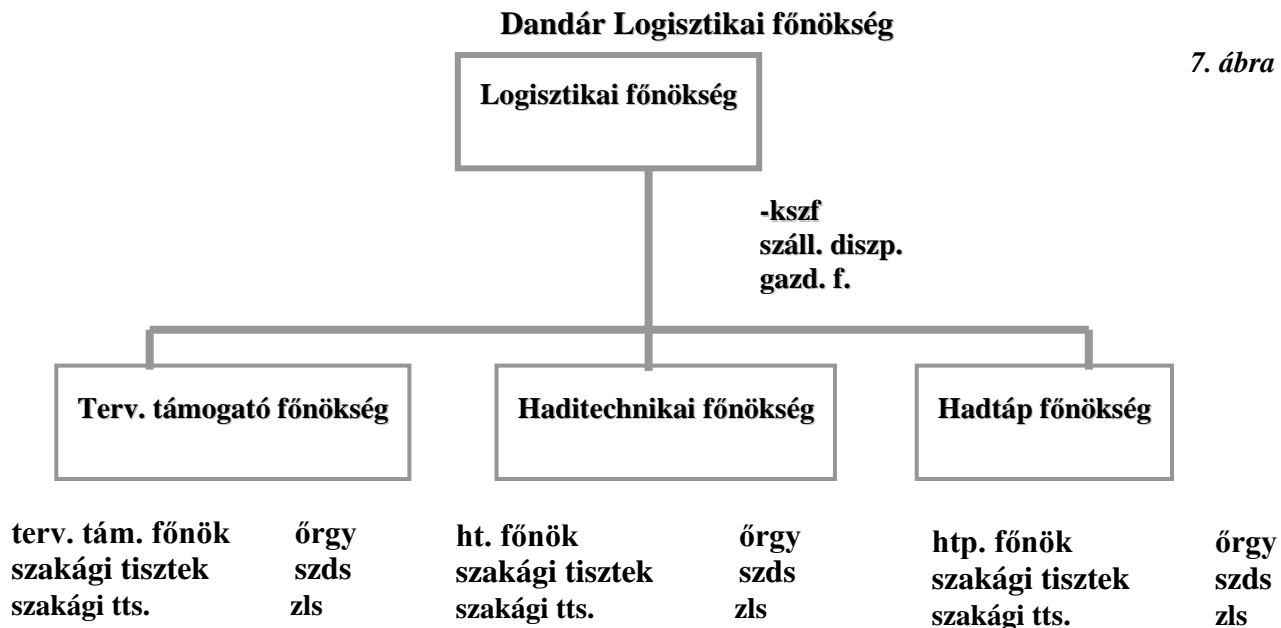 Dandár Logisztikai főnökség
7. ábra
Logisztikai főnökség
-kszf
száll. diszp.
gazd. f.
Terv. támogató főnökség
Haditechnikai főnökség
Hadtáp főnökség
terv. tám. főnök őrgy
szakági tisztek szds
szakági tts. zls
ht. főnök őrgy
szakági tisztek szds
szakági tts. zls
htp. főnök őrgy
szakági tisztek szds
szakági tts. zls